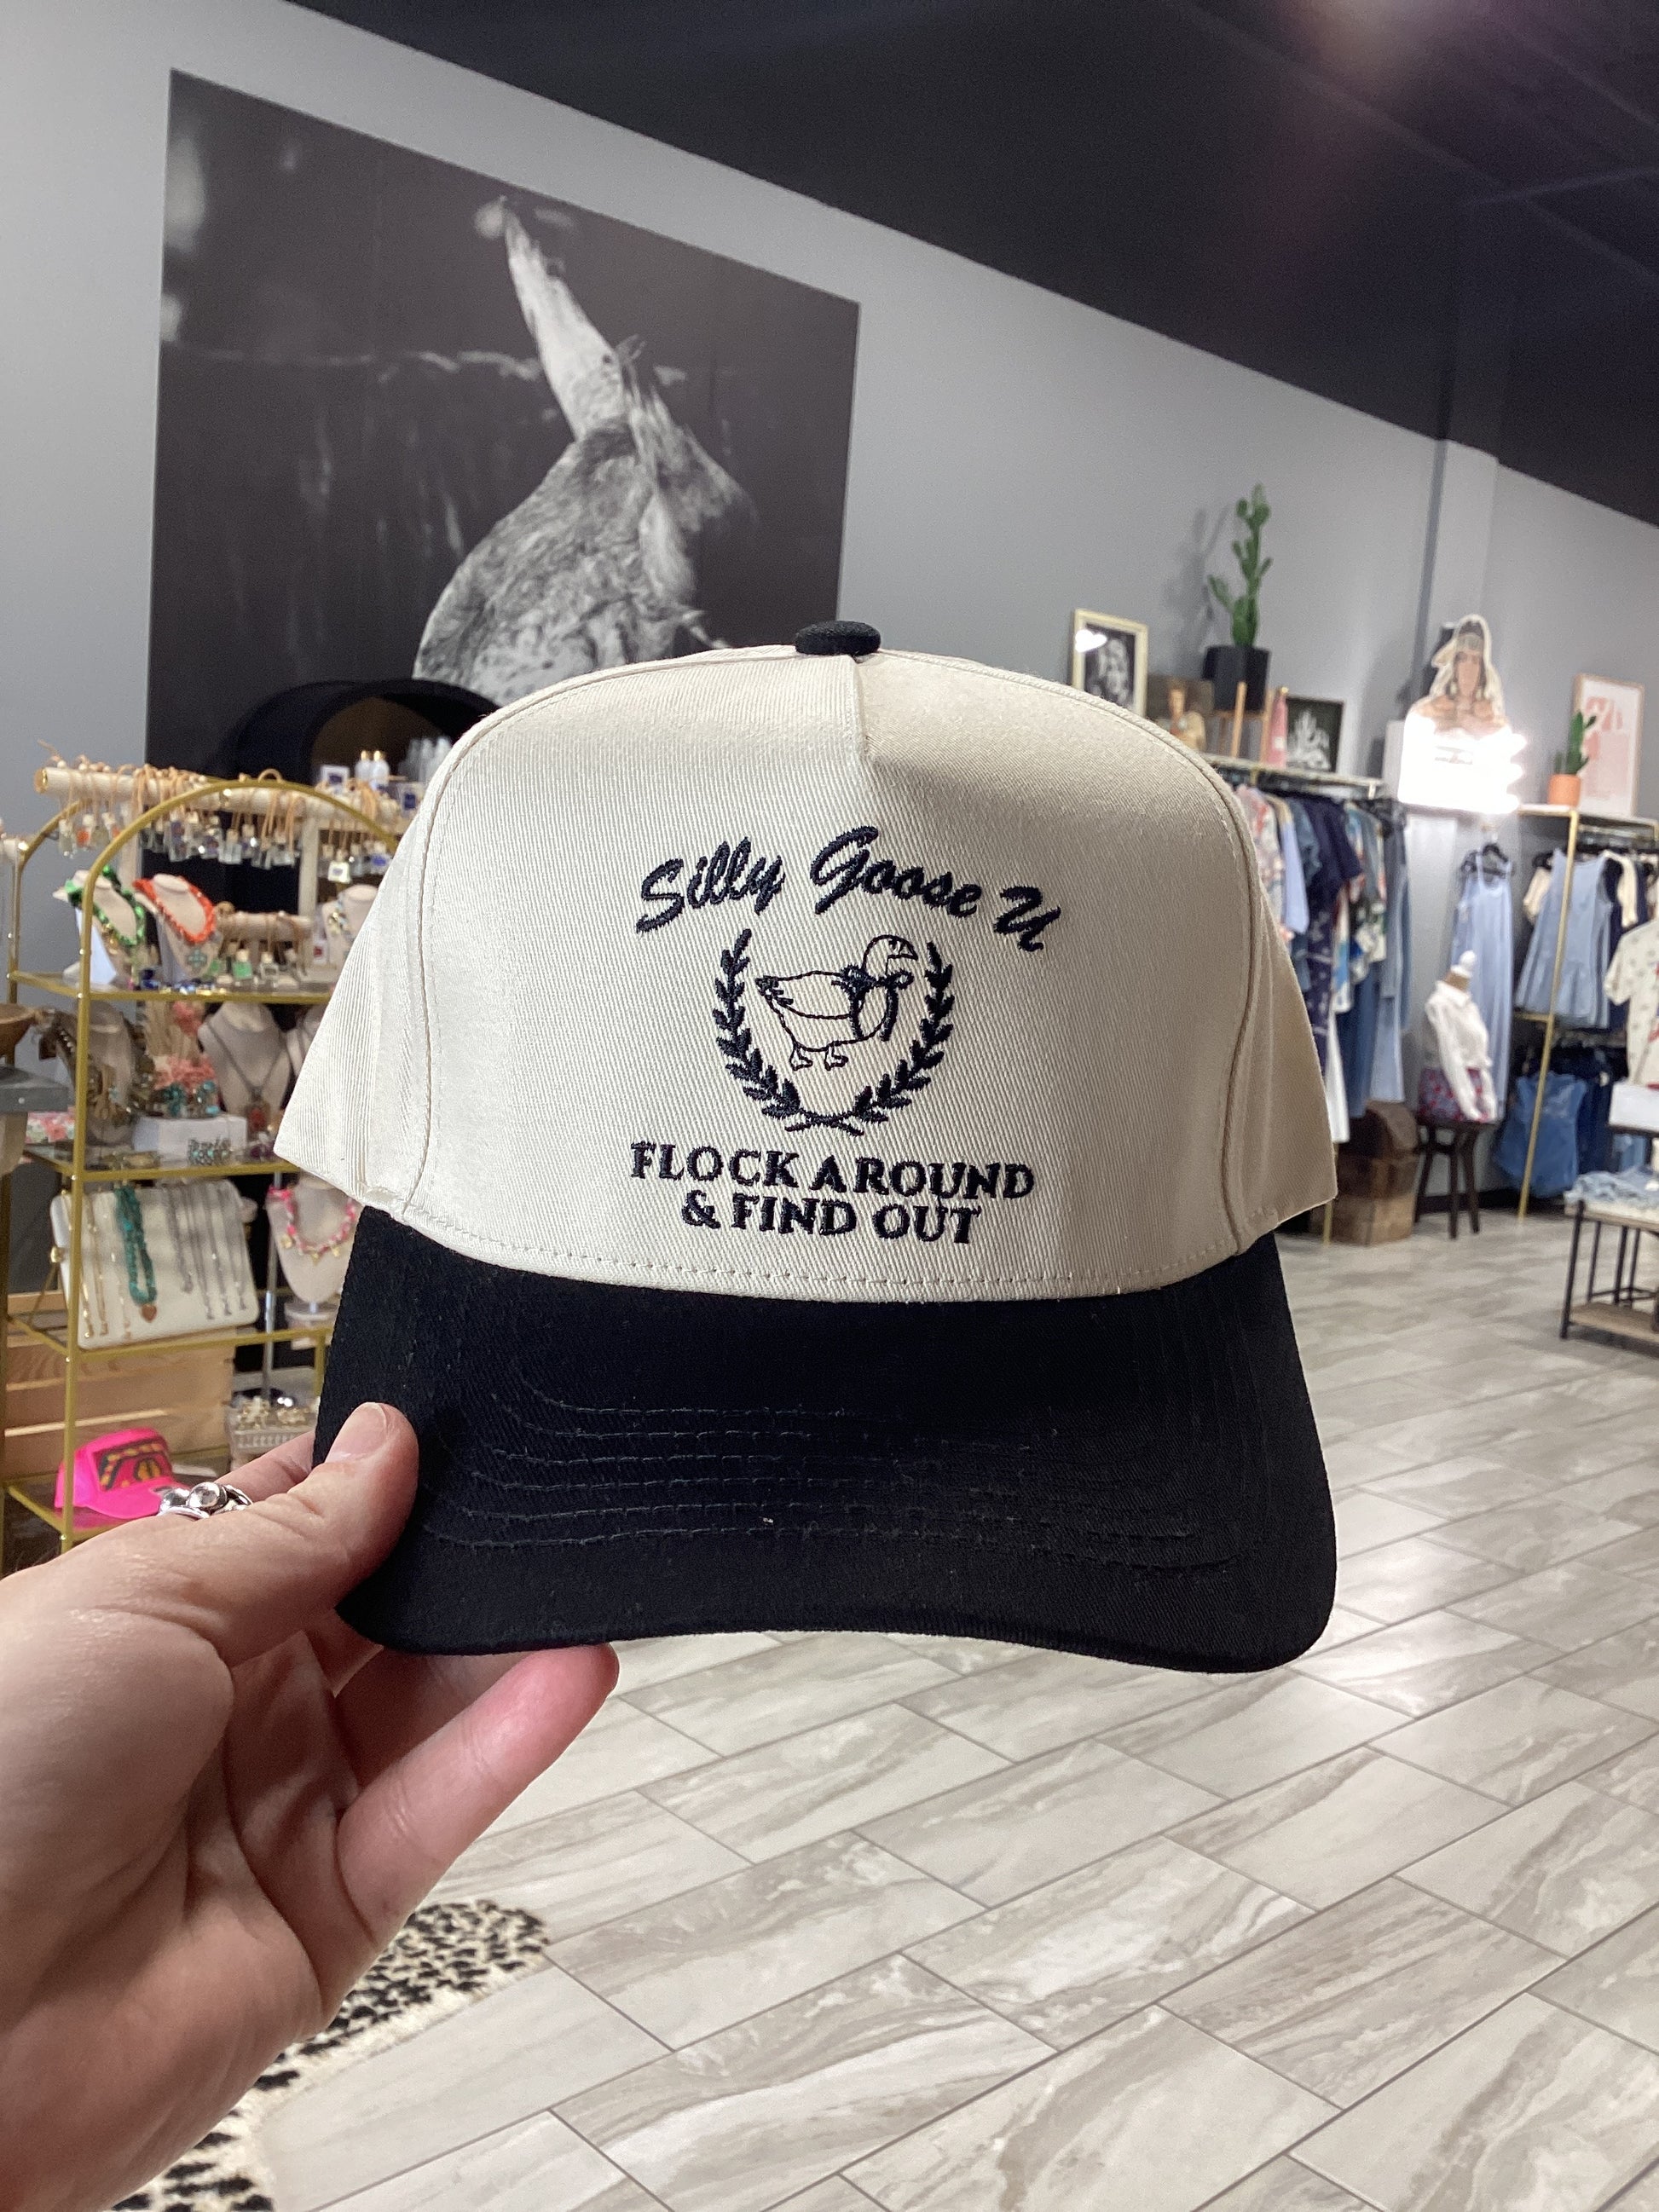 Silly Goose U
FLOCK AROUND
& FIND OUT